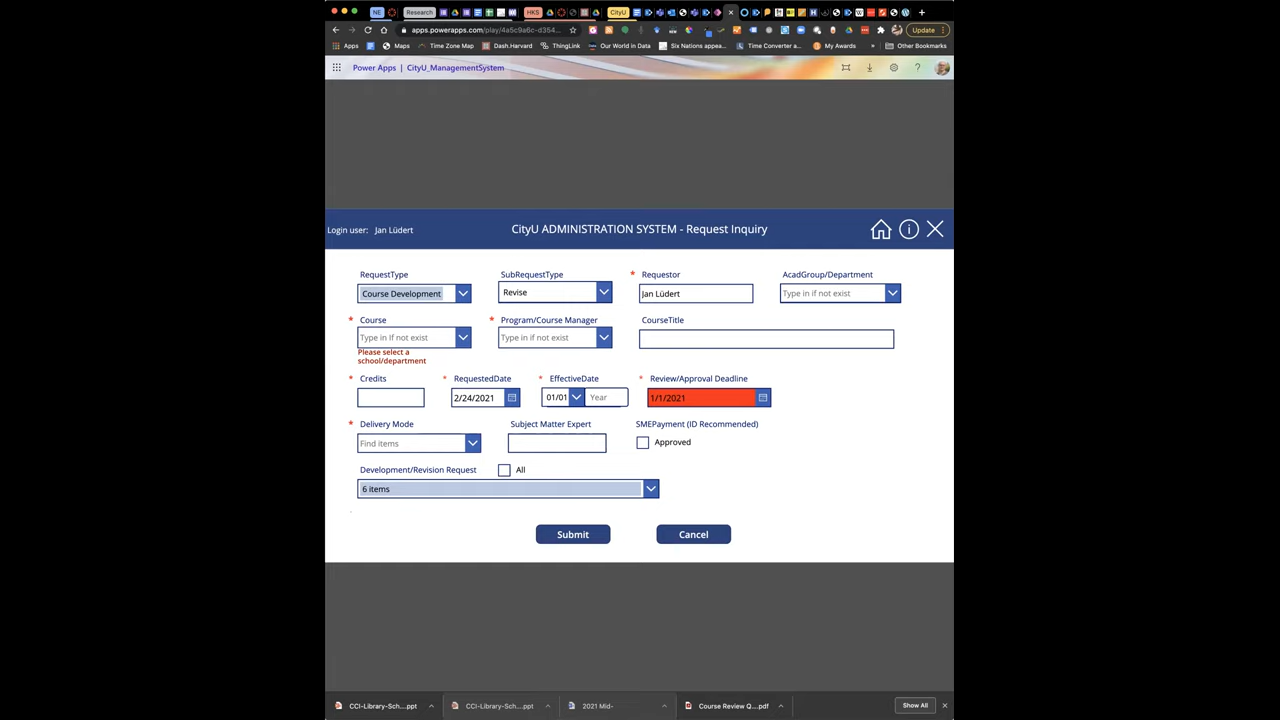 NE Research HKS CityU
apps.powerapps.com/play/4a5c9a6c-d354... Update
Apps Maps Time Zone Map Dash.Harvard ThingLink Our World in Data Six Nations appea... Time Converter a... My Awards » Other Bookmarks
Power Apps | CityU_ManagementSystem
Login user: Jan Lüdert CityU ADMINISTRATION SYSTEM - Request Inquiry
RequestType SubRequestType * Requestor AcadGroup/Department
Course Development Revise Jan Lüdert Type in if not exist
* Course * Program/Course Manager CourseTitle
Type in If not exist Type in if not exist
Please select a
school/department
* Credits * RequestedDate * EffectiveDate * Review/Approval Deadline
2/24/2021 01/01 Year 1/1/2021
* Delivery Mode Subject Matter Expert SMEPayment (ID Recommended)
Find items Approved
Development/Revision Request All
6 items
Submit Cancel
CCI-Library-Sch....ppt CCI-Library-Sch....ppt 2021 Mid- Course Review Q....pdf Show All